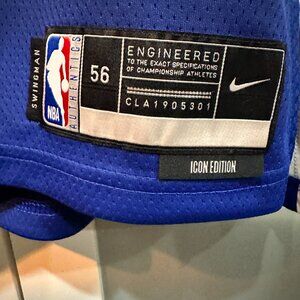 SWINGMAN
NBA
AUTHENTICS
56
ENGINEERED
TO THE EXACT SPECIFICATIONS
OF CHAMPIONSHIP ATHLETES
CLA1905301
ICON EDITION